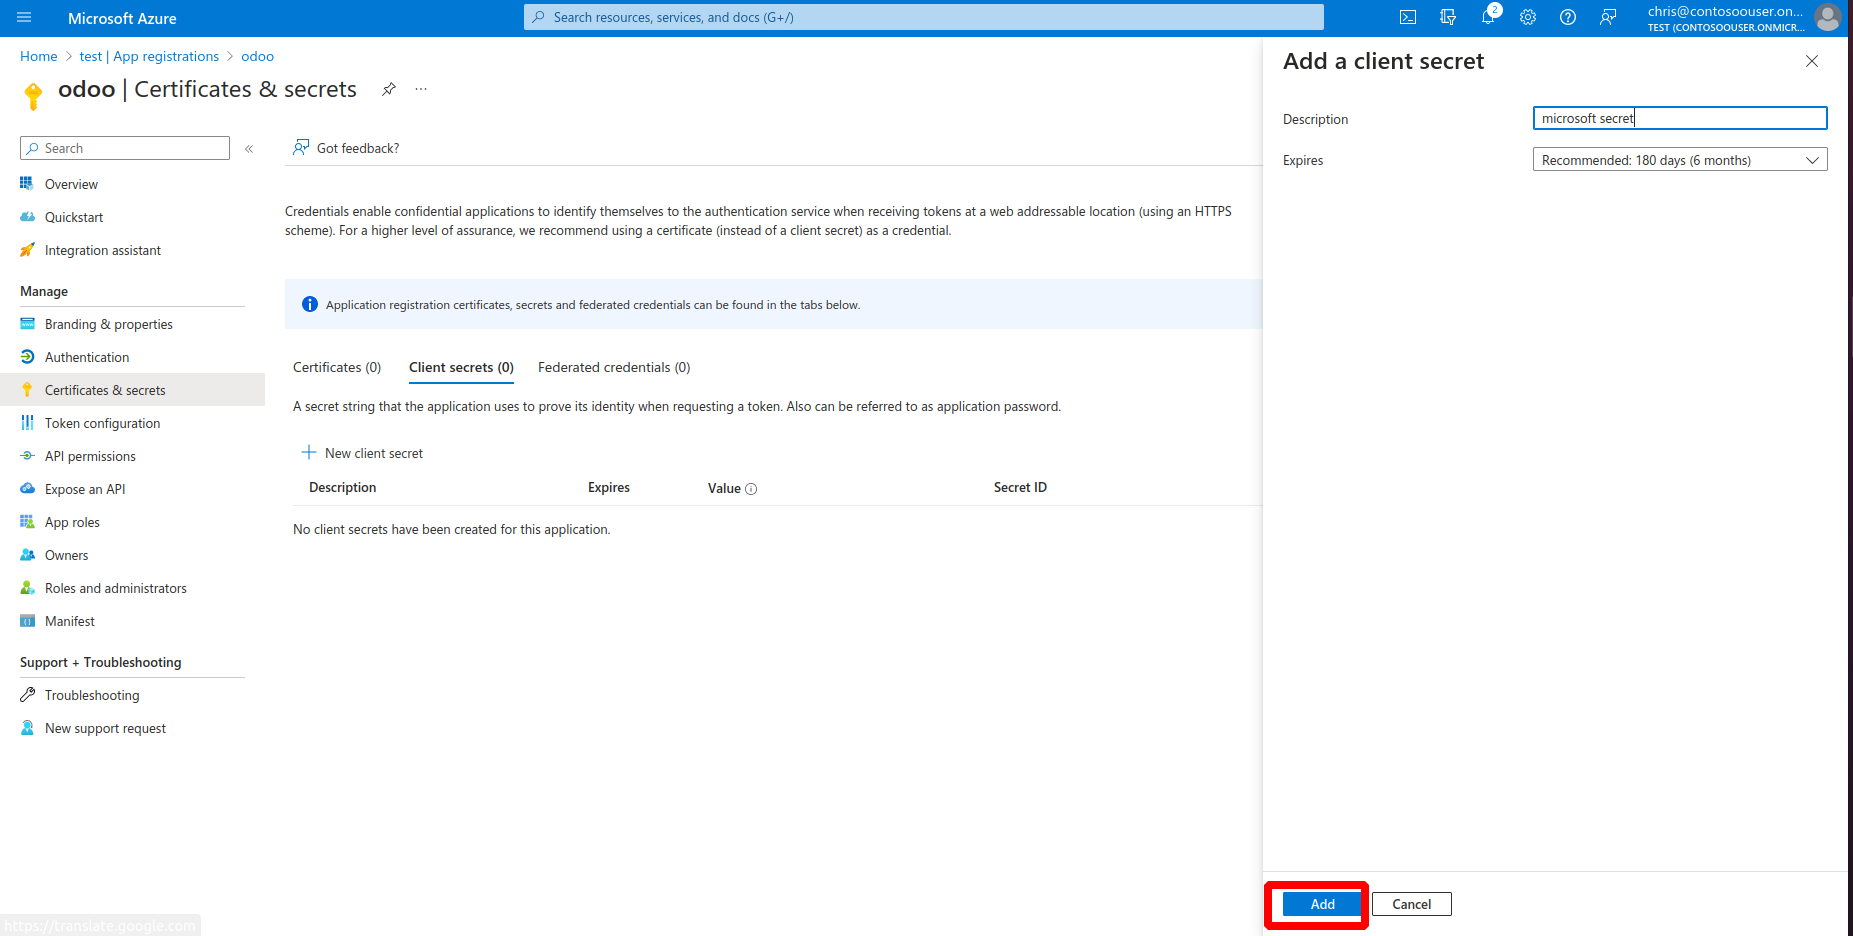 Microsoft Azure
Search resources, services, and docs (G+/)
2
chris@contosoouser.on...
TEST (CONTOSOOUSER.ONMICR...
Home > test | App registrations > odoo
odoo | Certificates & secrets ...
Search «
Overview
Quickstart
Integration assistant
Manage
Branding & properties
Authentication
Certificates & secrets
Token configuration
API permissions
Expose an API
App roles
Owners
Roles and administrators
Manifest
Support + Troubleshooting
Troubleshooting
New support request
Got feedback?
Credentials enable confidential applications to identify themselves to the authentication service when receiving tokens at a web addressable location (using an HTTPS
scheme). For a higher level of assurance, we recommend using a certificate (instead of a client secret) as a credential.
Application registration certificates, secrets and federated credentials can be found in the tabs below.
Certificates (0) Client secrets (0) Federated credentials (0)
A secret string that the application uses to prove its identity when requesting a token. Also can be referred to as application password.
+ New client secret
Description Expires Value Secret ID
No client secrets have been created for this application.
Add a client secret
Description microsoft secret
Expires Recommended: 180 days (6 months)
Add Cancel
https://translate.google.com